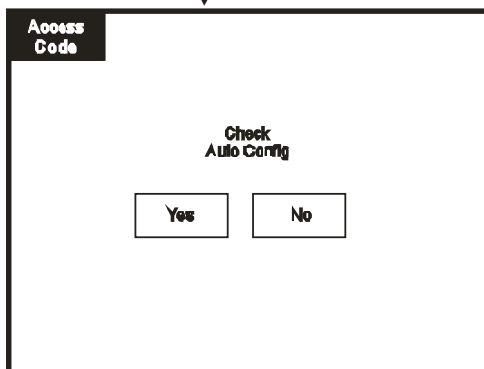 Access
Code
Check
Auto Config
Yes
No